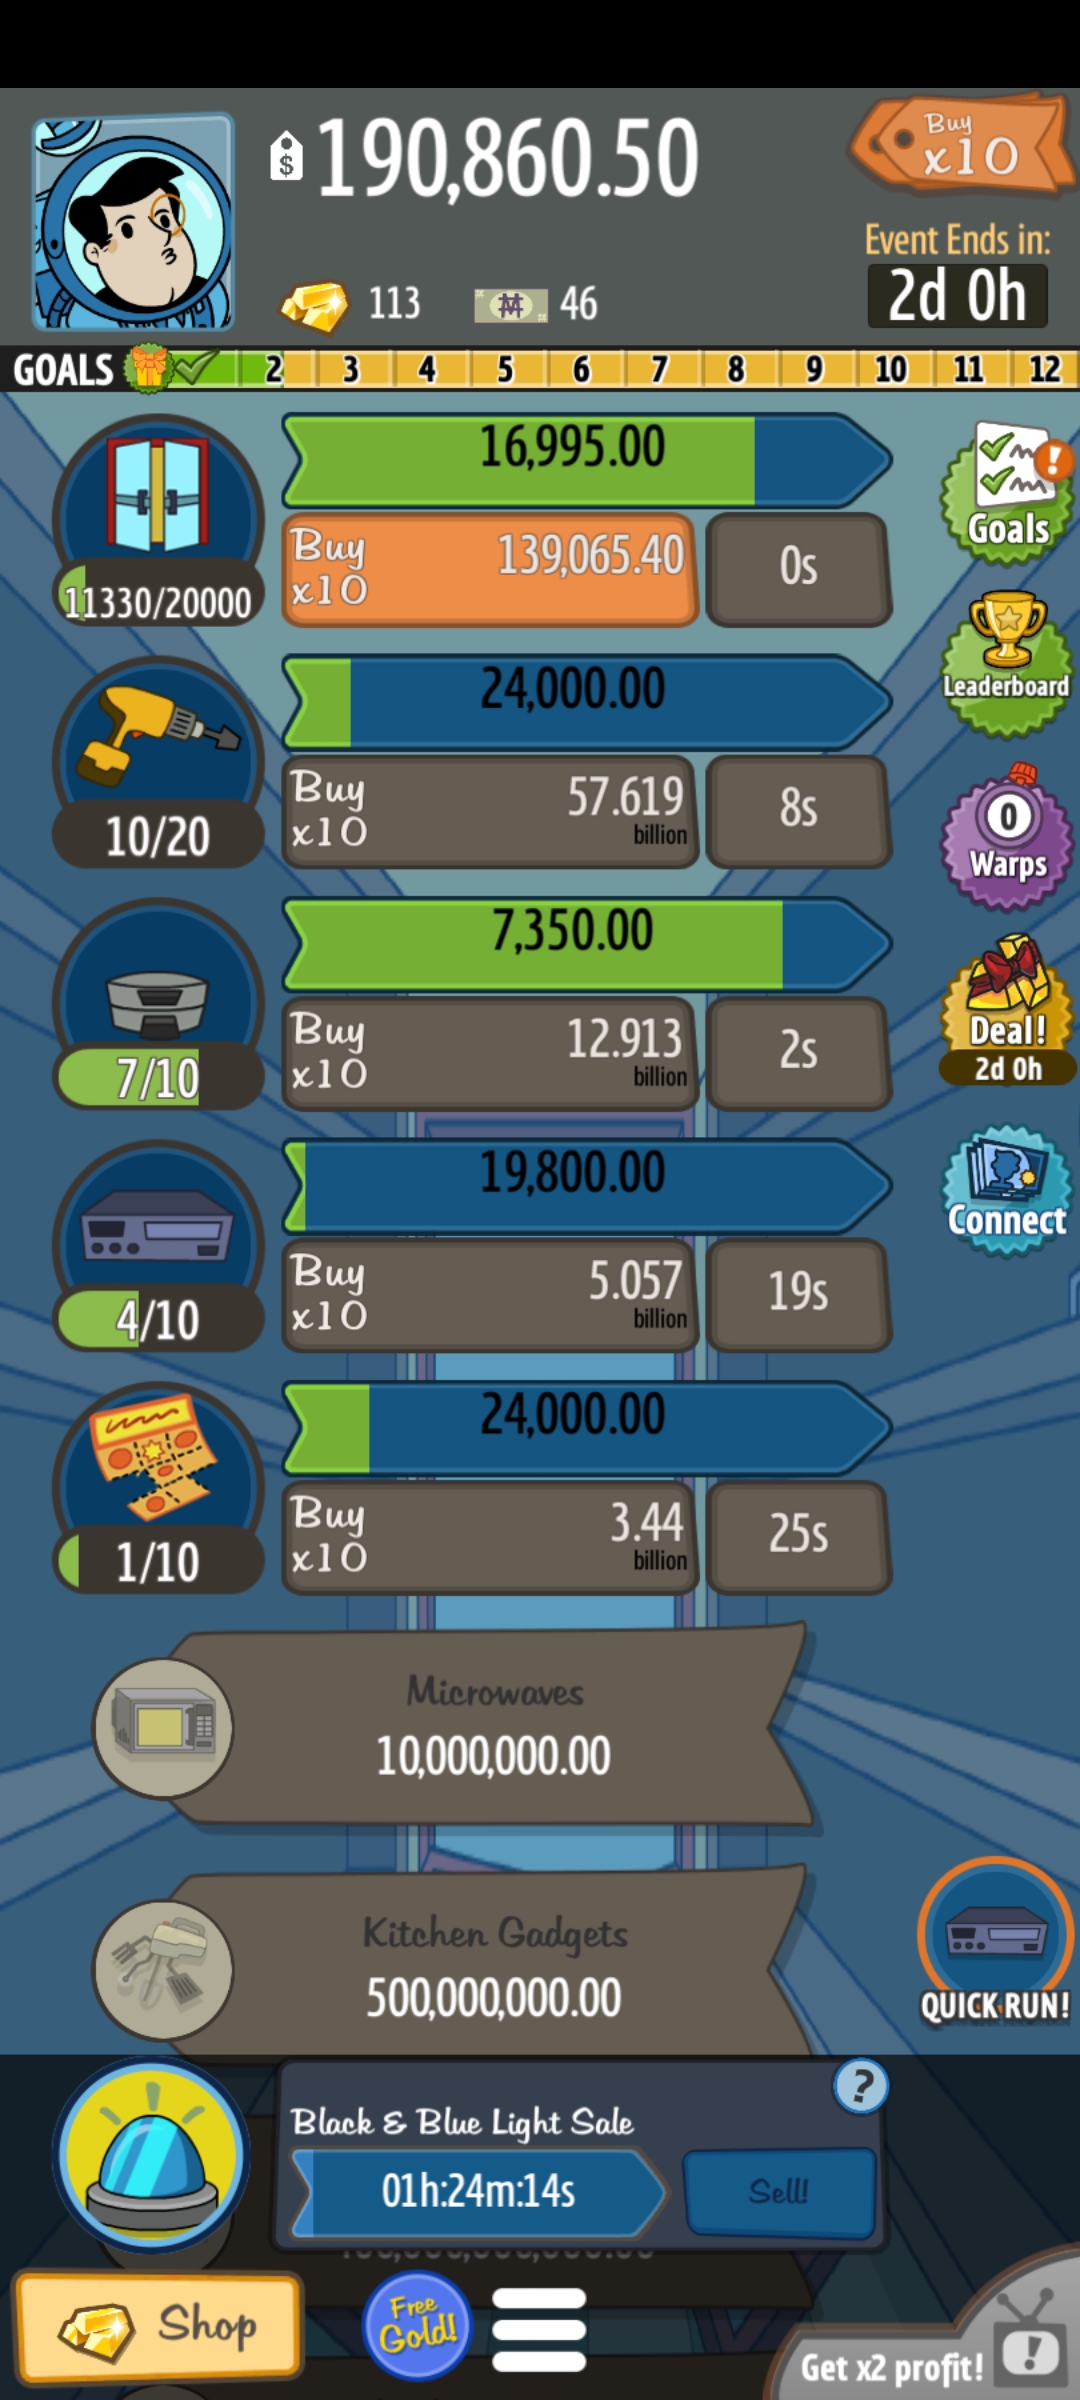 $ 190,860.50
Buy
x10
Event Ends in:
2d 0h
113
46
GOALS 2 3 4 5 6 7 8 9 10 11 12
16,995.00
Buy
x10
139,065.40
0s
11330/20000
Goals
24,000.00
Buy
x10
57.619
billion
8s
10/20
Leaderboard
0
Warps
7,350.00
Buy
x10
12.913
billion
2s
7/10
Deal!
2d 0h
19,800.00
Buy
x10
5.057
billion
19s
4/10
Connect
24,000.00
Buy
x10
3.44
billion
25s
1/10
Microwaves
10,000,000.00
Kitchen Gadgets
500,000,000.00
QUICK RUN!
?
Black & Blue Light Sale
01h:24m:14s
Sell!
Shop
Free
Gold!
Get x2 profit!